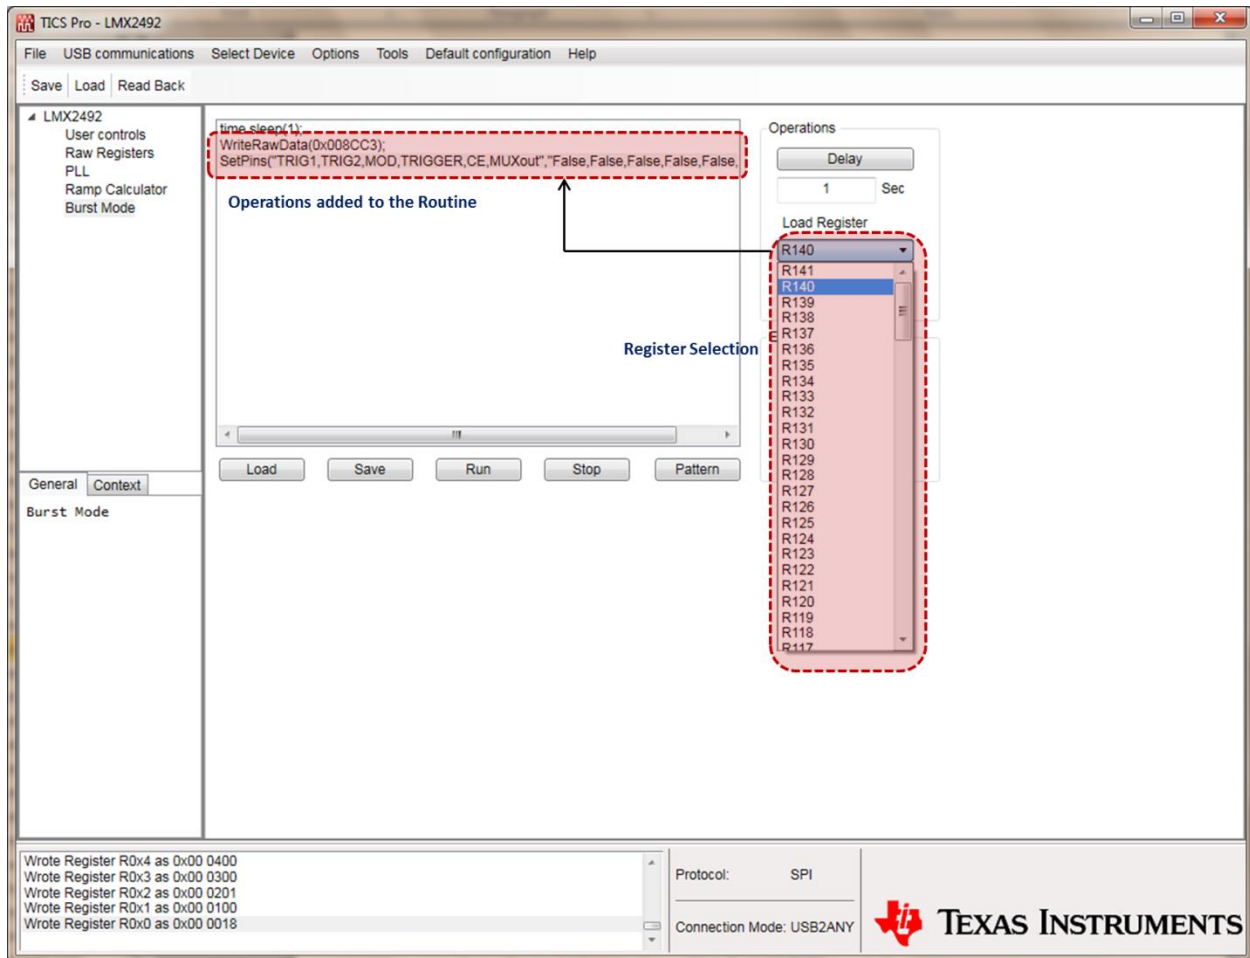 TICS Pro - LMX2492
File USB communications Select Device Options Tools Default configuration Help
Save Load Read Back
LMX2492
User controls
Raw Registers
PLL
Ramp Calculator
Burst Mode
time.sleep(1);
WriteRawData(0x008CC3);
SetPins("TRIG1,TRIG2,MOD,TRIGGER,CE,MUXout","False,False,False,False,False,
Operations added to the Routine
Operations
Delay
1 Sec
Load Register
R140
R141
R140
R139
R138
R137
Register Selection
R136
R135
R134
R133
R132
R131
R130
R129
R128
R127
R126
R125
R124
R123
R122
R121
R120
R119
R118
R117
Load Save Run Stop Pattern
General Context
Burst Mode
Wrote Register R0x4 as 0x00 0400
Wrote Register R0x3 as 0x00 0300
Wrote Register R0x2 as 0x00 0201
Wrote Register R0x1 as 0x00 0100
Wrote Register R0x0 as 0x00 0018
Protocol: SPI
Connection Mode: USB2ANY
TEXAS INSTRUMENTS